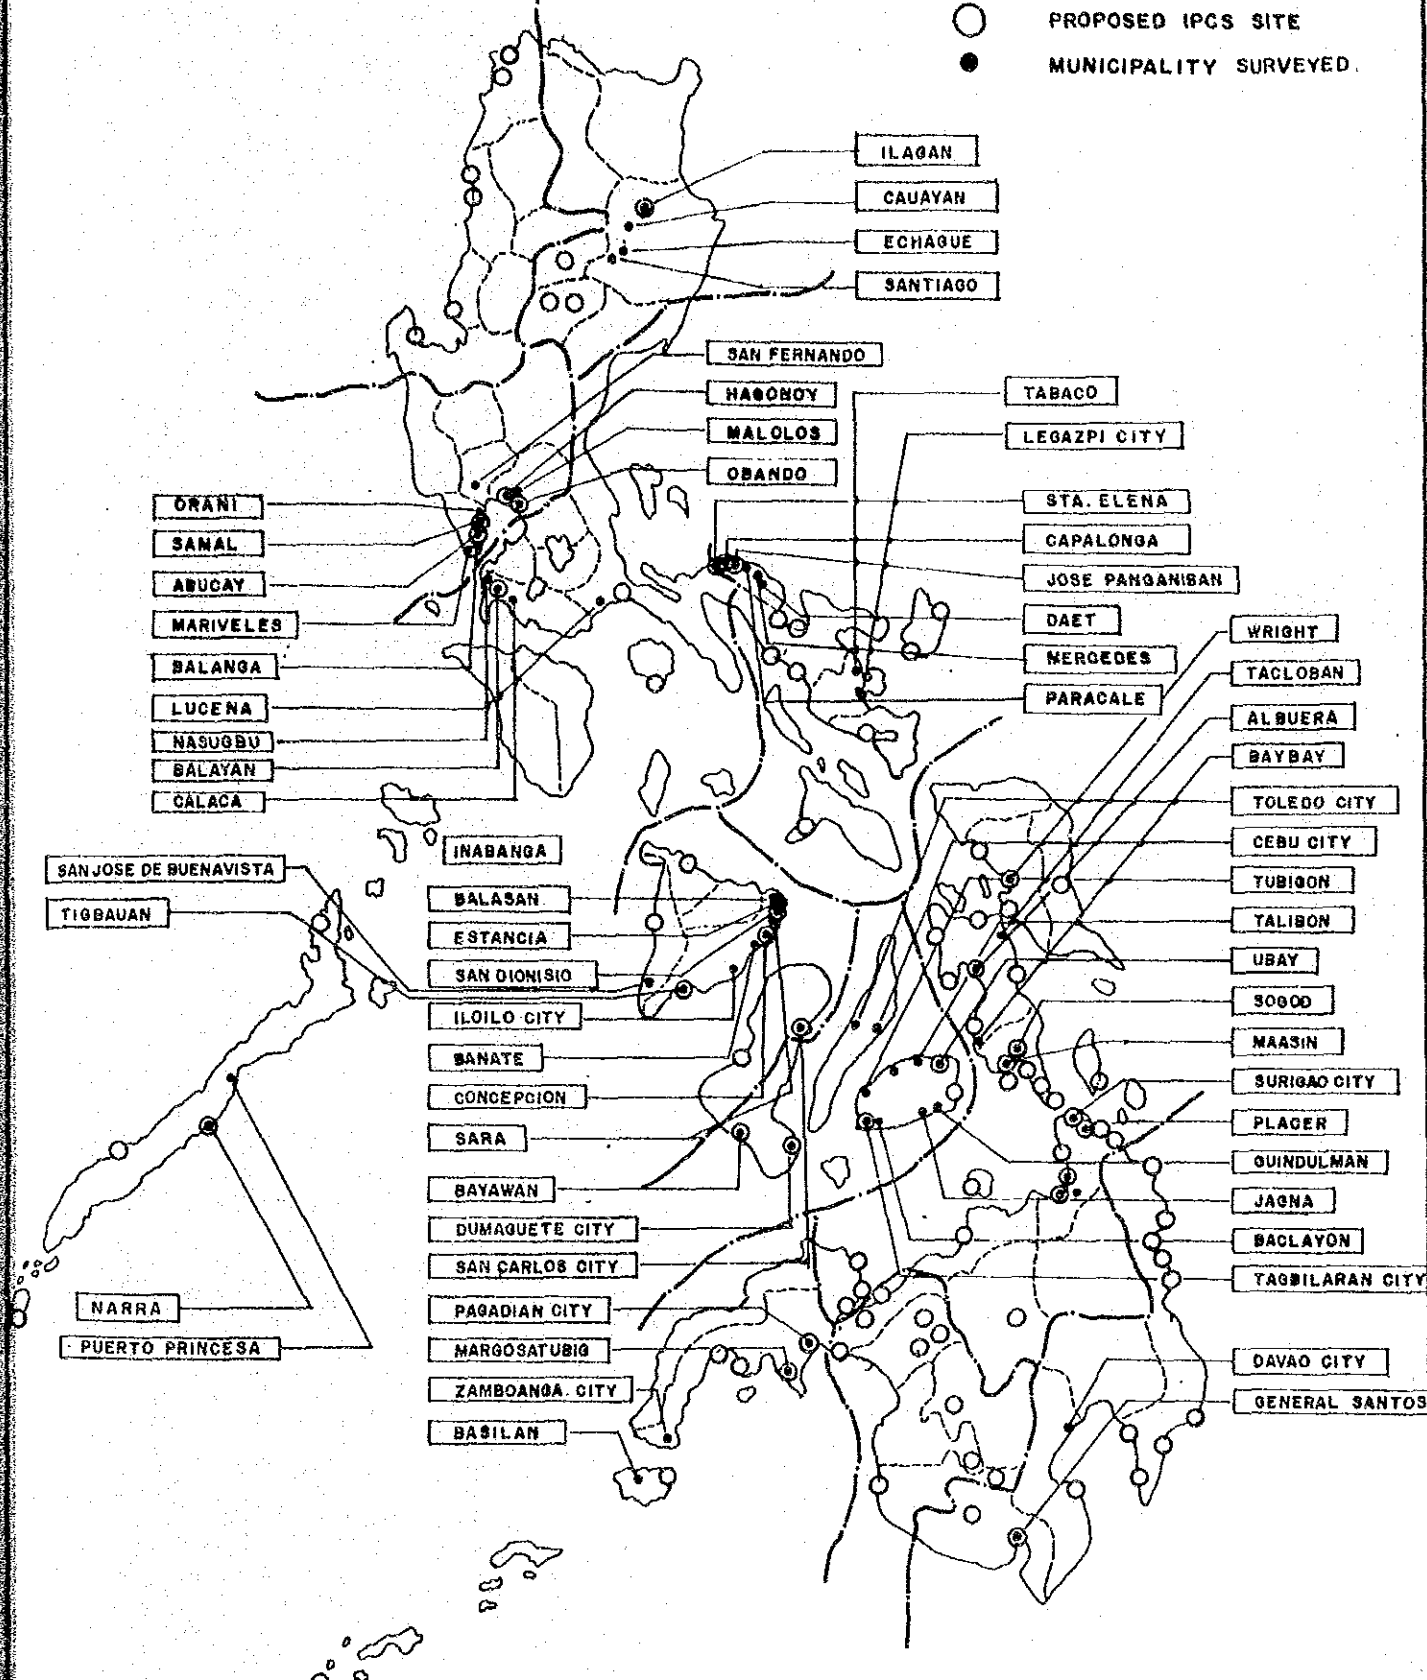 PROPOSED IPCS SITE
MUNICIPALITY SURVEYED.
ILAGAN
CAUAYAN
ECHAGUE
SANTIAGO
SAN FERNANDO
HAGONOY
MALOLOS
OBANDO
TABACO
LEGAZPI CITY
STA. ELENA
CAPALONGA
JOSE PANGANIBAN
DAET
MERCEDES
PARACALE
ORANI
SAMAL
ABUCAY
MARIVELES
BALANGA
LUCENA
NASUGBU
BALAYAN
CALACA
WRIGHT
TACLOBAN
ALBUERA
BAYBAY
TOLEDO CITY
CEBU CITY
TUBIGON
TALIBON
UBAY
SOGOD
MAASIN
SURIGAO CITY
PLACER
GUINDULMAN
JAGNA
BACLAYON
TAGBILARAN CITY
DAVAO CITY
GENERAL SANTOS
SAN JOSE DE BUENAVISTA
TIGBAUAN
INABANGA
BALASAN
ESTANCIA
SAN DIONISIO
ILOILO CITY
BANATE
CONCEPCION
SARA
BAYAWAN
DUMAGUETE CITY
SAN CARLOS CITY
PAGADIAN CITY
MARGOSATUBIG
ZAMBOANGA. CITY
BASILAN
NARRA
PUERTO PRINCESA